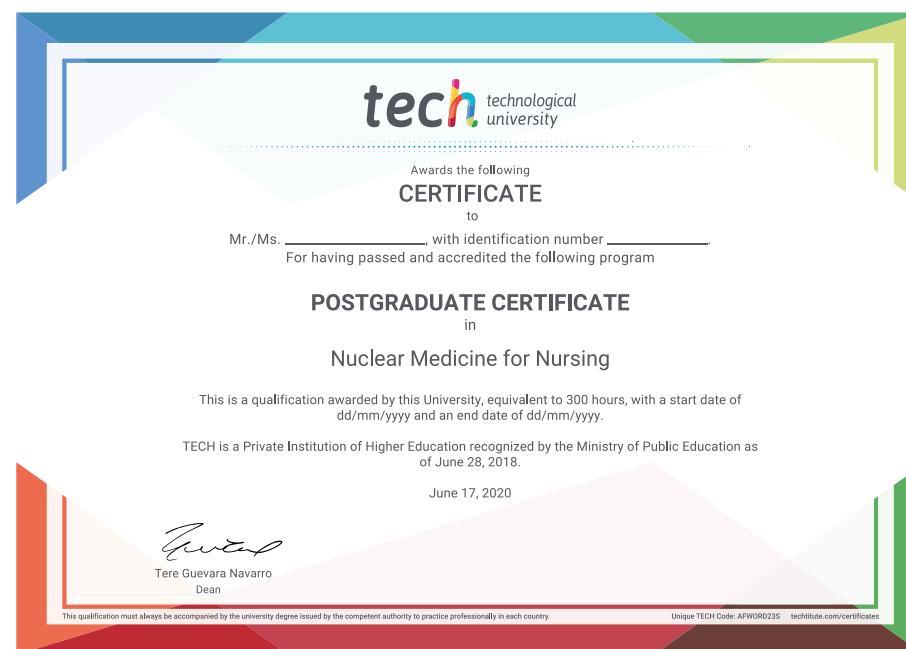 tech technological
university
Awards the following
CERTIFICATE
to
Mr./Ms. ____________________, with identification number ______________.
For having passed and accredited the following program
POSTGRADUATE CERTIFICATE
in
Nuclear Medicine for Nursing
This is a qualification awarded by this University, equivalent to 300 hours, with a start date of
dd/mm/yyyy and an end date of dd/mm/yyyy.
TECH is a Private Institution of Higher Education recognized by the Ministry of Public Education as
of June 28, 2018.
June 17, 2020
Tere Guevara Navarro
Dean
This qualification must always be accompanied by the university degree issued by the competent authority to practice professionally in each country.
Unique TECH Code: AFWORD23S techtitute.com/certificates